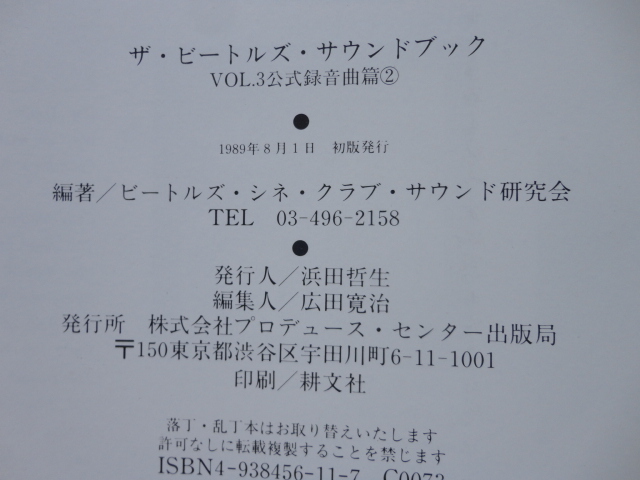 ザ・ビートルズ・サウンドブック
VOL.3公式録音曲篇②
●
1989年8月1日　初版発行
編著／ビートルズ・シネ・クラブ・サウンド研究会
TEL　03-496-2158
●
発行人／浜田哲生
編集人／広田寛治
発行所　株式会社プロデュース・センター出版局
〒150東京都渋谷区宇田川町6-11-1001
印刷／耕文社
落丁・乱丁本はお取り替えいたします
許可なしに転載複製することを禁じます
ISBN4-938456-11-7　C0073